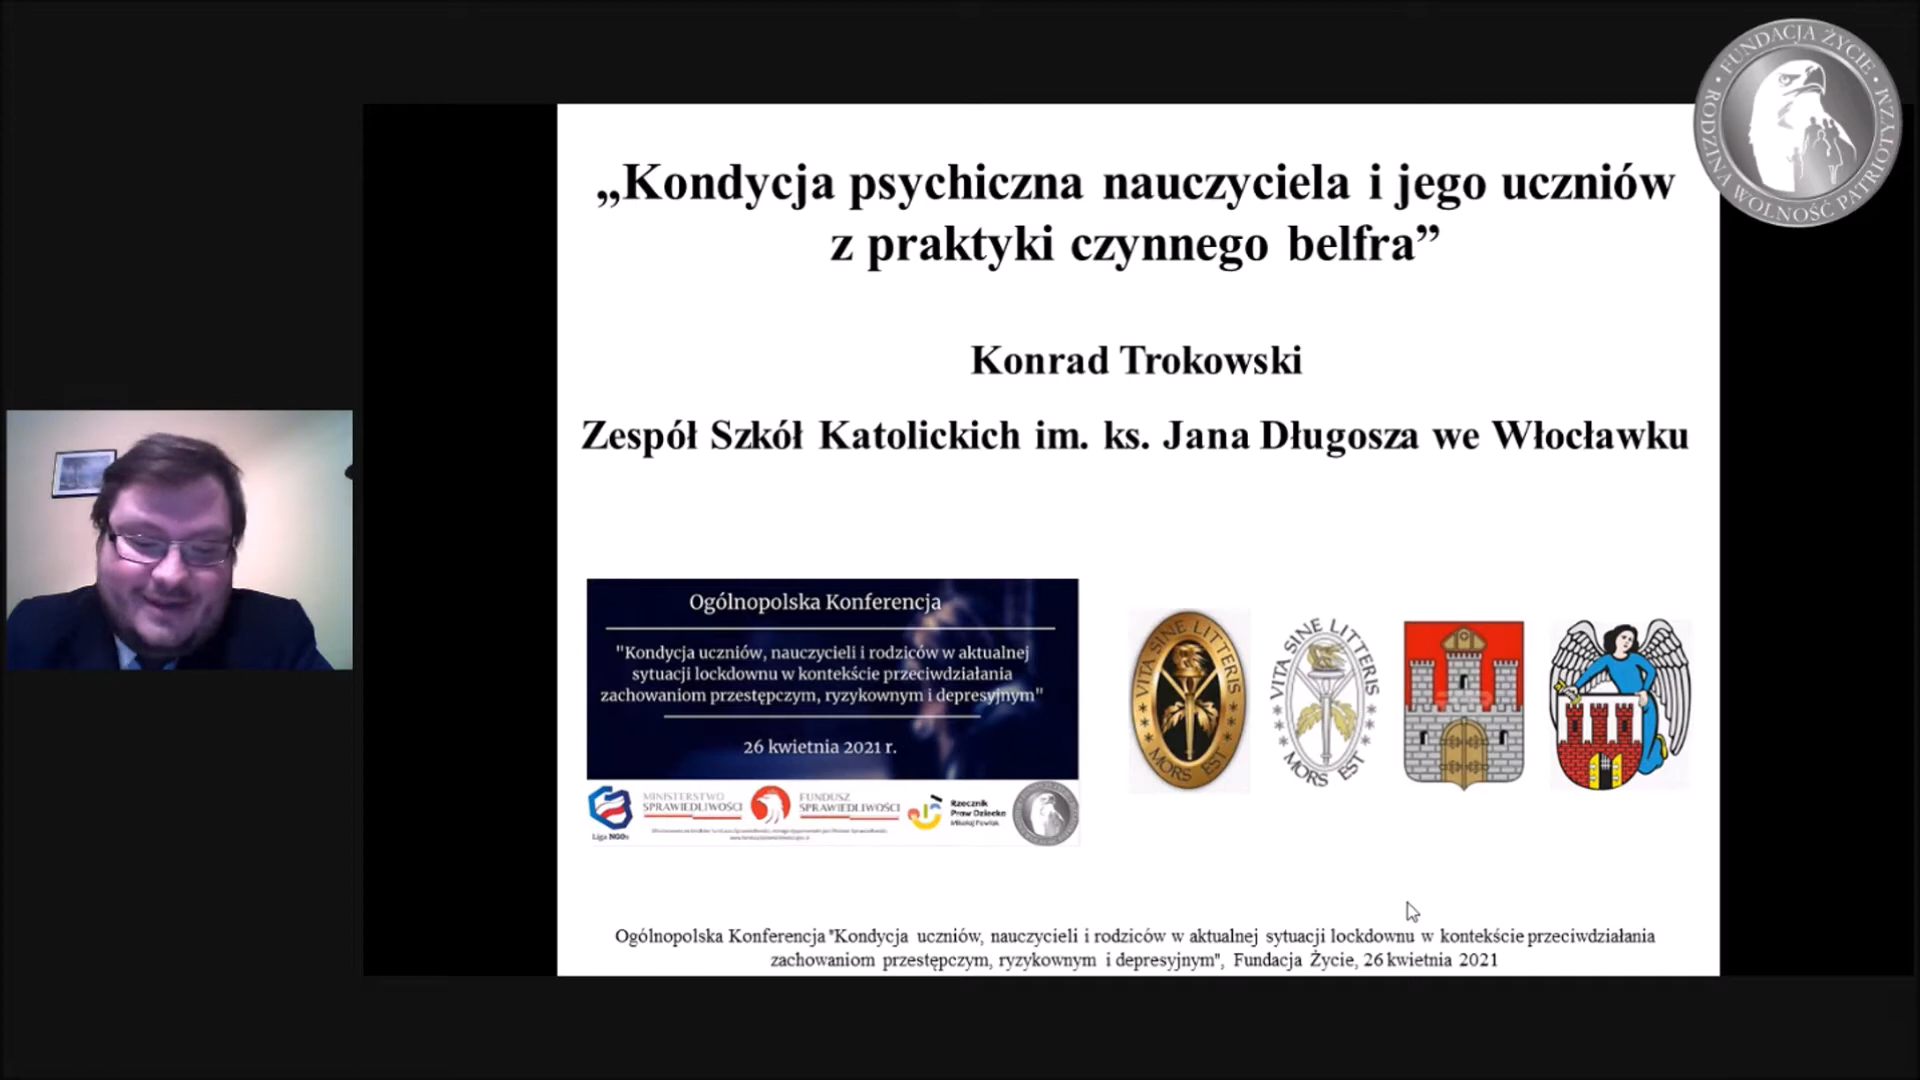 FUNDACJA ŻYCIE
RODZINA WOLNOŚĆ PATRIOTYZM
„Kondycja psychiczna nauczyciela i jego uczniów
z praktyki czynnego belfra”
Konrad Trokowski
Zespół Szkół Katolickich im. ks. Jana Długosza we Włocławku
Ogólnopolska Konferencja
"Kondycja uczniów, nauczycieli i rodziców w aktualnej
sytuacji lockdownu w kontekście przeciwdziałania
zachowaniom przestępczym, ryzykownym i depresyjnym"
26 kwietnia 2021 r.
Liga NGOs
MINISTERSTWO
SPRAWIEDLIWOŚCI
FUNDUSZ
SPRAWIEDLIWOŚCI
Rzecznik
Praw Dziecka
Mikołaj Pawlak
VITA SINE LITTERIS
MORS EST
VITA SINE LITTERIS
MORS EST
Ogólnopolska Konferencja "Kondycja uczniów, nauczycieli i rodziców w aktualnej sytuacji lockdownu w kontekście przeciwdziałania
zachowaniom przestępczym, ryzykownym i depresyjnym", Fundacja Życie, 26 kwietnia 2021